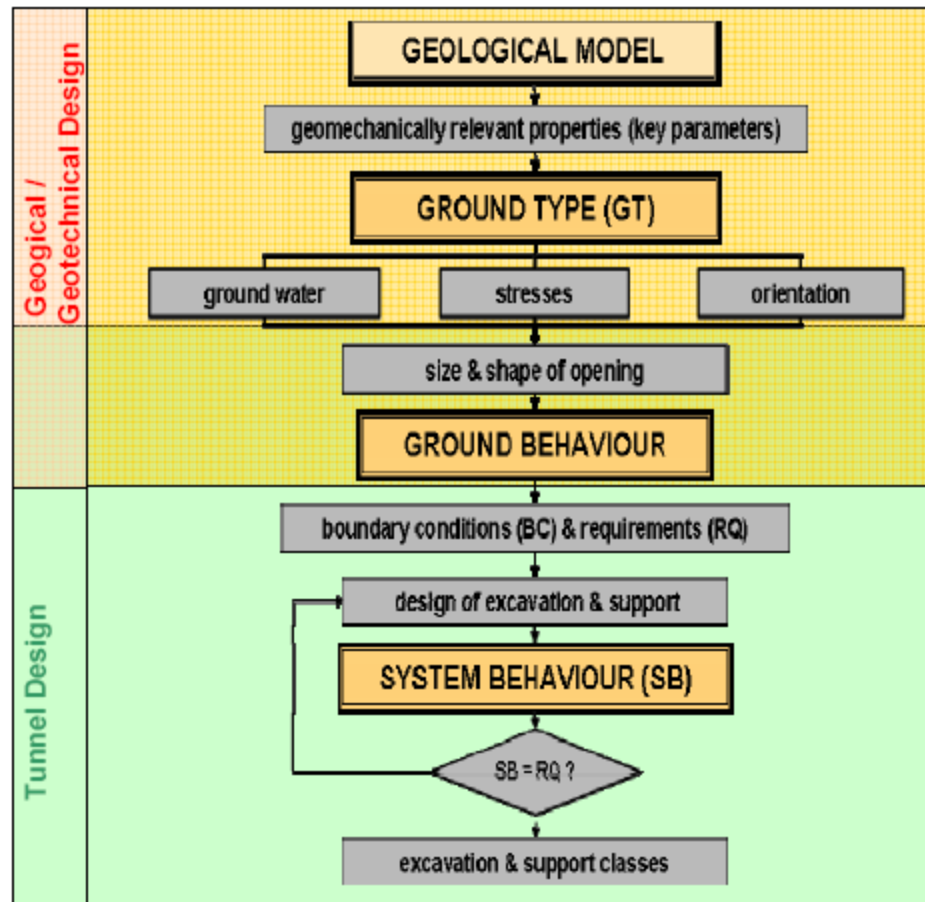 Geogical /
Geotechnical Design
GEOLOGICAL MODEL
geomechanically relevant properties (key parameters)
GROUND TYPE (GT)
ground water
stresses
orientation
size & shape of opening
GROUND BEHAVIOUR
Tunnel Design
boundary conditions (BC) & requirements (RQ)
design of excavation & support
SYSTEM BEHAVIOUR (SB)
SB = RQ ?
excavation & support classes